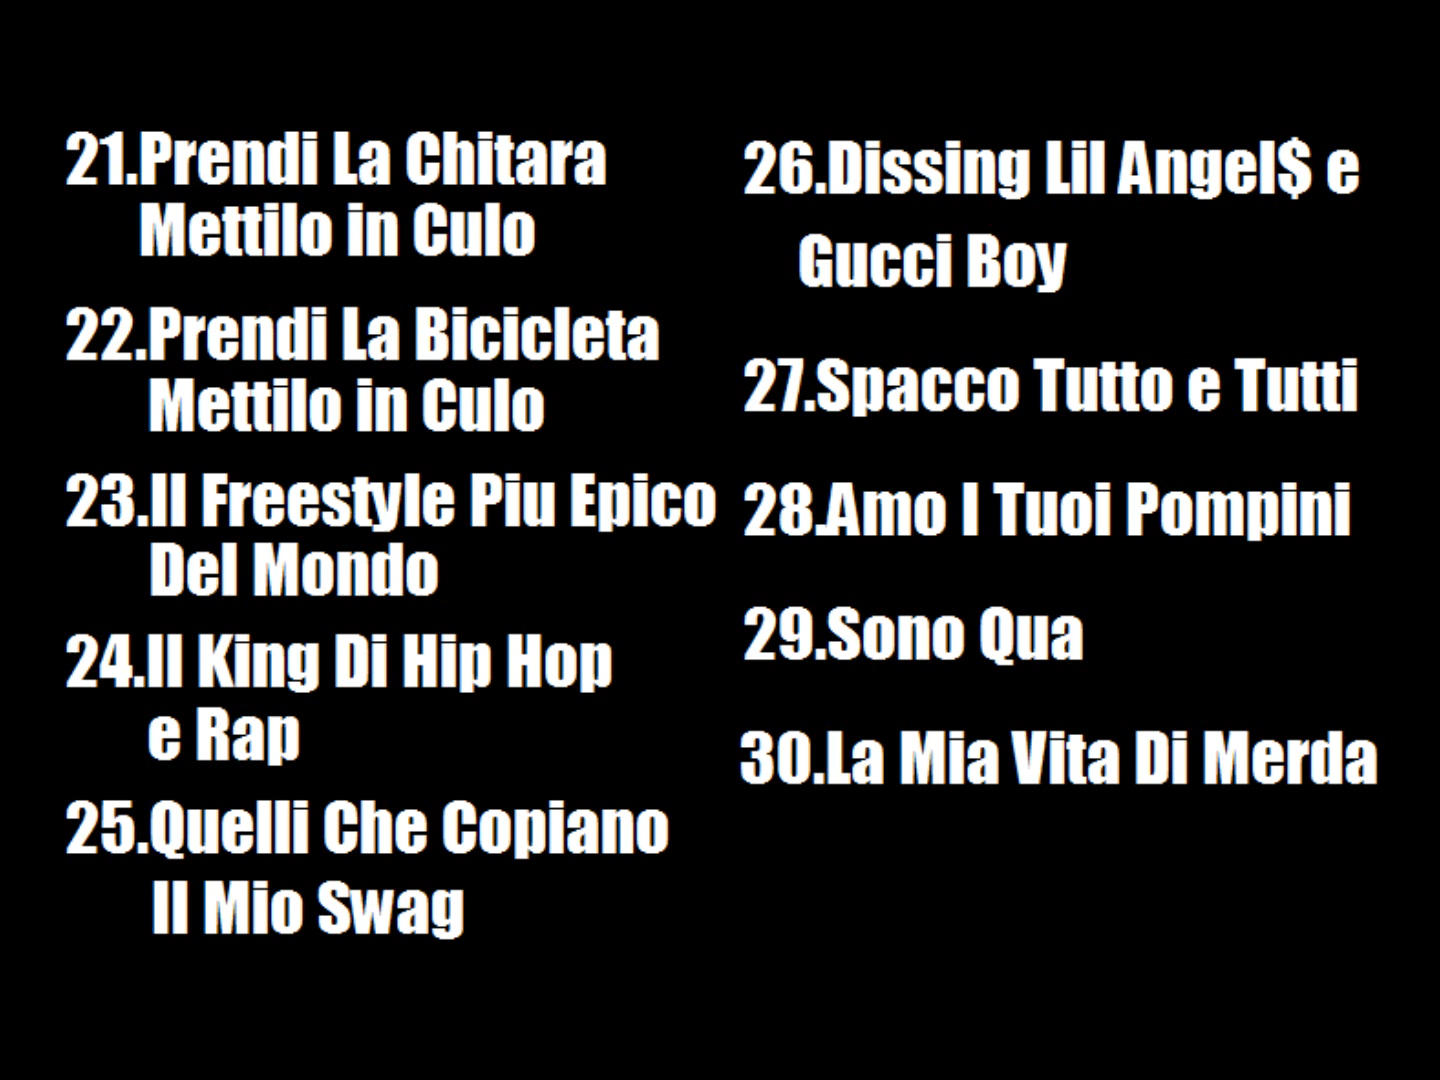 21.Prendi La Chitara
Mettilo in Culo
22.Prendi La Bicicleta
Mettilo in Culo
23.Il Freestyle Piu Epico
Del Mondo
24.Il King Di Hip Hop
e Rap
25.Quelli Che Copiano
Il Mio Swag
26.Dissing Lil Angel$ e
Gucci Boy
27.Spacco Tutto e Tutti
28.Amo I Tuoi Pompini
29.Sono Qua
30.La Mia Vita Di Merda